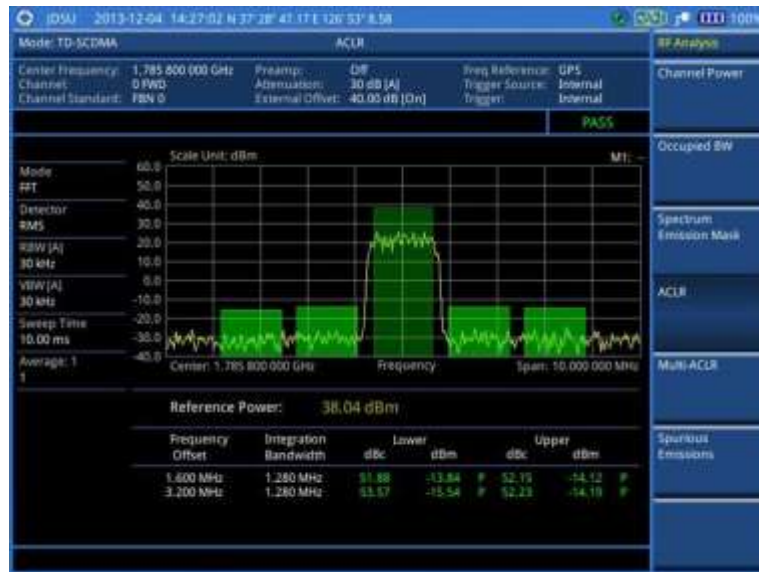 JDSU 2013-12-04 14:27:02 N 37° 28' 41.17 E 126° 53' 8.58 100%
Mode: TD-SCDMA ACLR RF Analysis
Center Frequency: 1.785 800 000 GHz Preamp: Off Freq Reference: GPS
Channel: 0 FWD Attenuation: 30 dB [A] Trigger Source: Internal
Channel Standard: FBN 0 External Offset: 40.00 dB [On] Trigger: Internal
PASS
Channel Power
Occupied BW
Spectrum
Emission Mask
ACLR
Multi-ACLR
Spurious
Emissions
Mode
FFT
Detector
RMS
RBW [A]
30 kHz
VBW [A]
30 kHz
Sweep Time
10.00 ms
Average: 1
1
Scale Unit: dBm M1: --
60.0
50.0
40.0
30.0
20.0
10.0
0.0
-10.0
-20.0
-30.0
-40.0
Center: 1.785 800 000 GHz Frequency Span: 10.000 000 MHz
Reference Power: 38.04 dBm
Frequency Integration Lower Upper
Offset Bandwidth dBc dBm dBc dBm
1.600 MHz 1.280 MHz 51.88 -13.84 P 52.15 -14.12 P
3.200 MHz 1.280 MHz 53.57 -15.54 P 52.23 -14.19 P